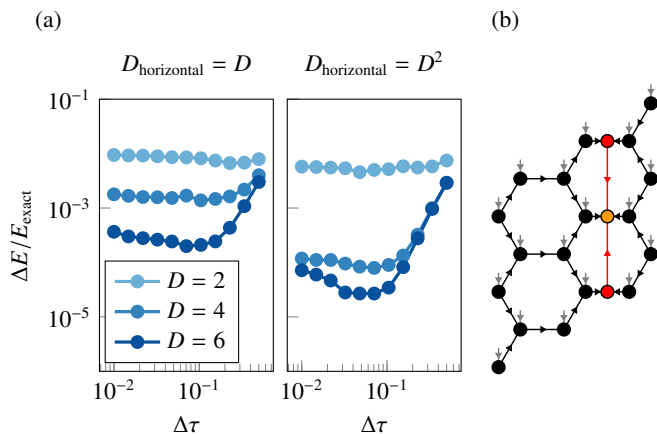 (a)
(b)
D_horizontal = D
D_horizontal = D²
10⁻¹
10⁻³
10⁻⁵
ΔE/E_exact
D = 2
D = 4
D = 6
10⁻² 10⁻¹
10⁻² 10⁻¹
Δτ
Δτ